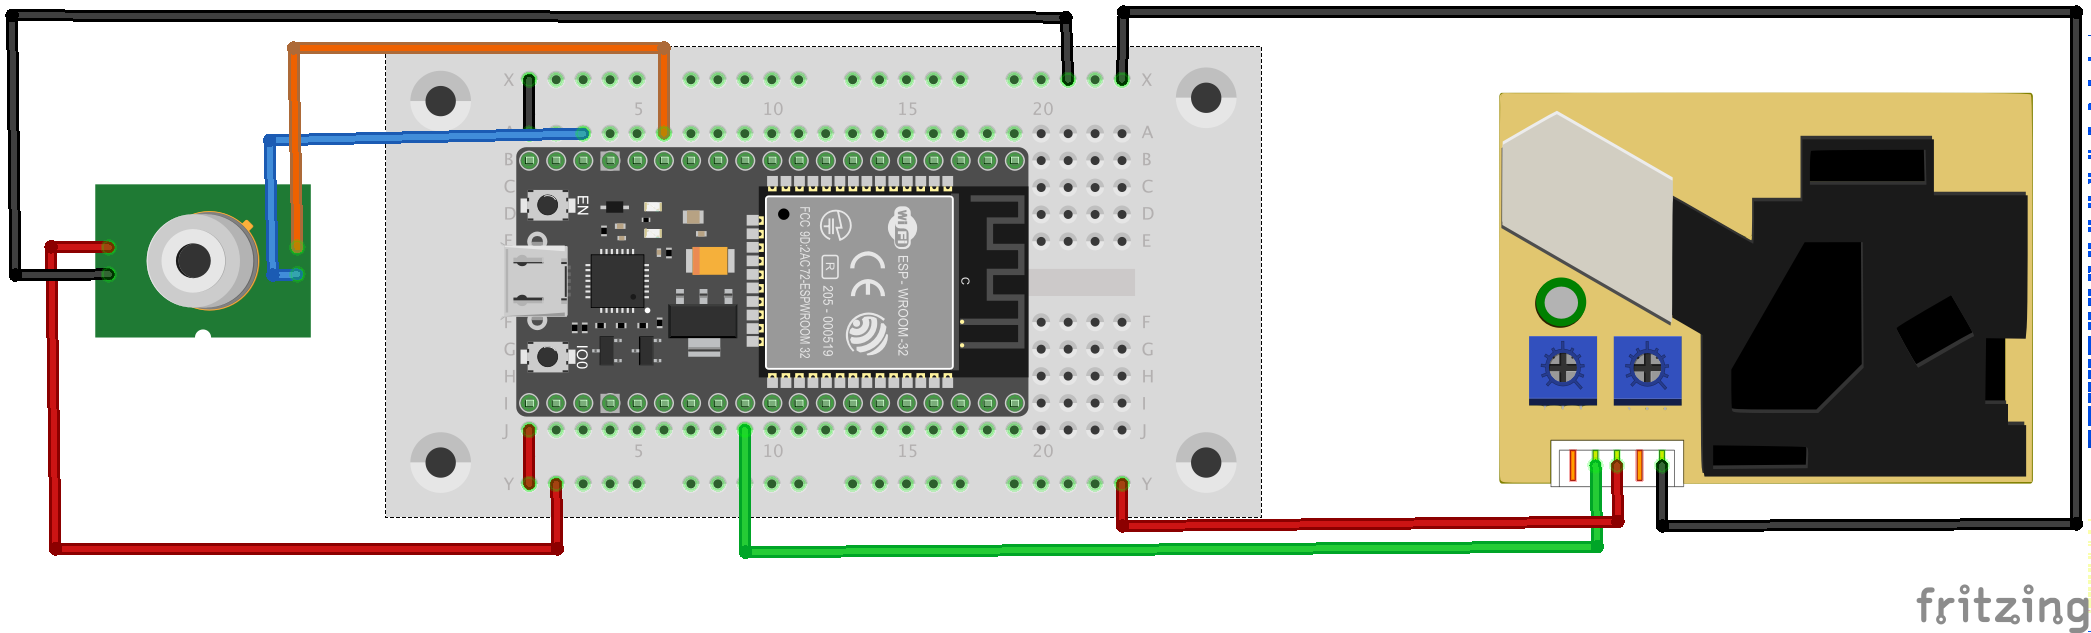 X 5 10 15 20 X
A A
B B
C C
D D
E E
F F
G G
H H
I I
J J
5 10 15 20
Y Y
EN
IO0
FCC 9D:2AC72-ESPWROOM 32
R 205 - 000519
CE
WiFi
ESP - WROOM -32
C
fritzing